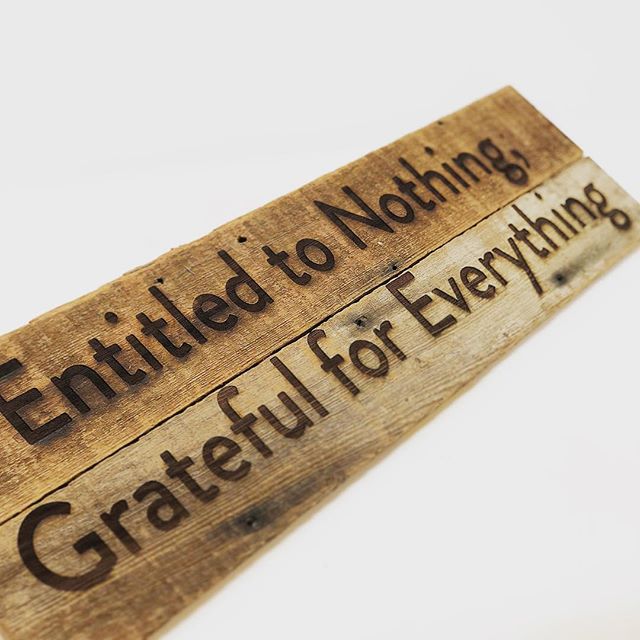 Entitled to Nothing,
Grateful for Everything